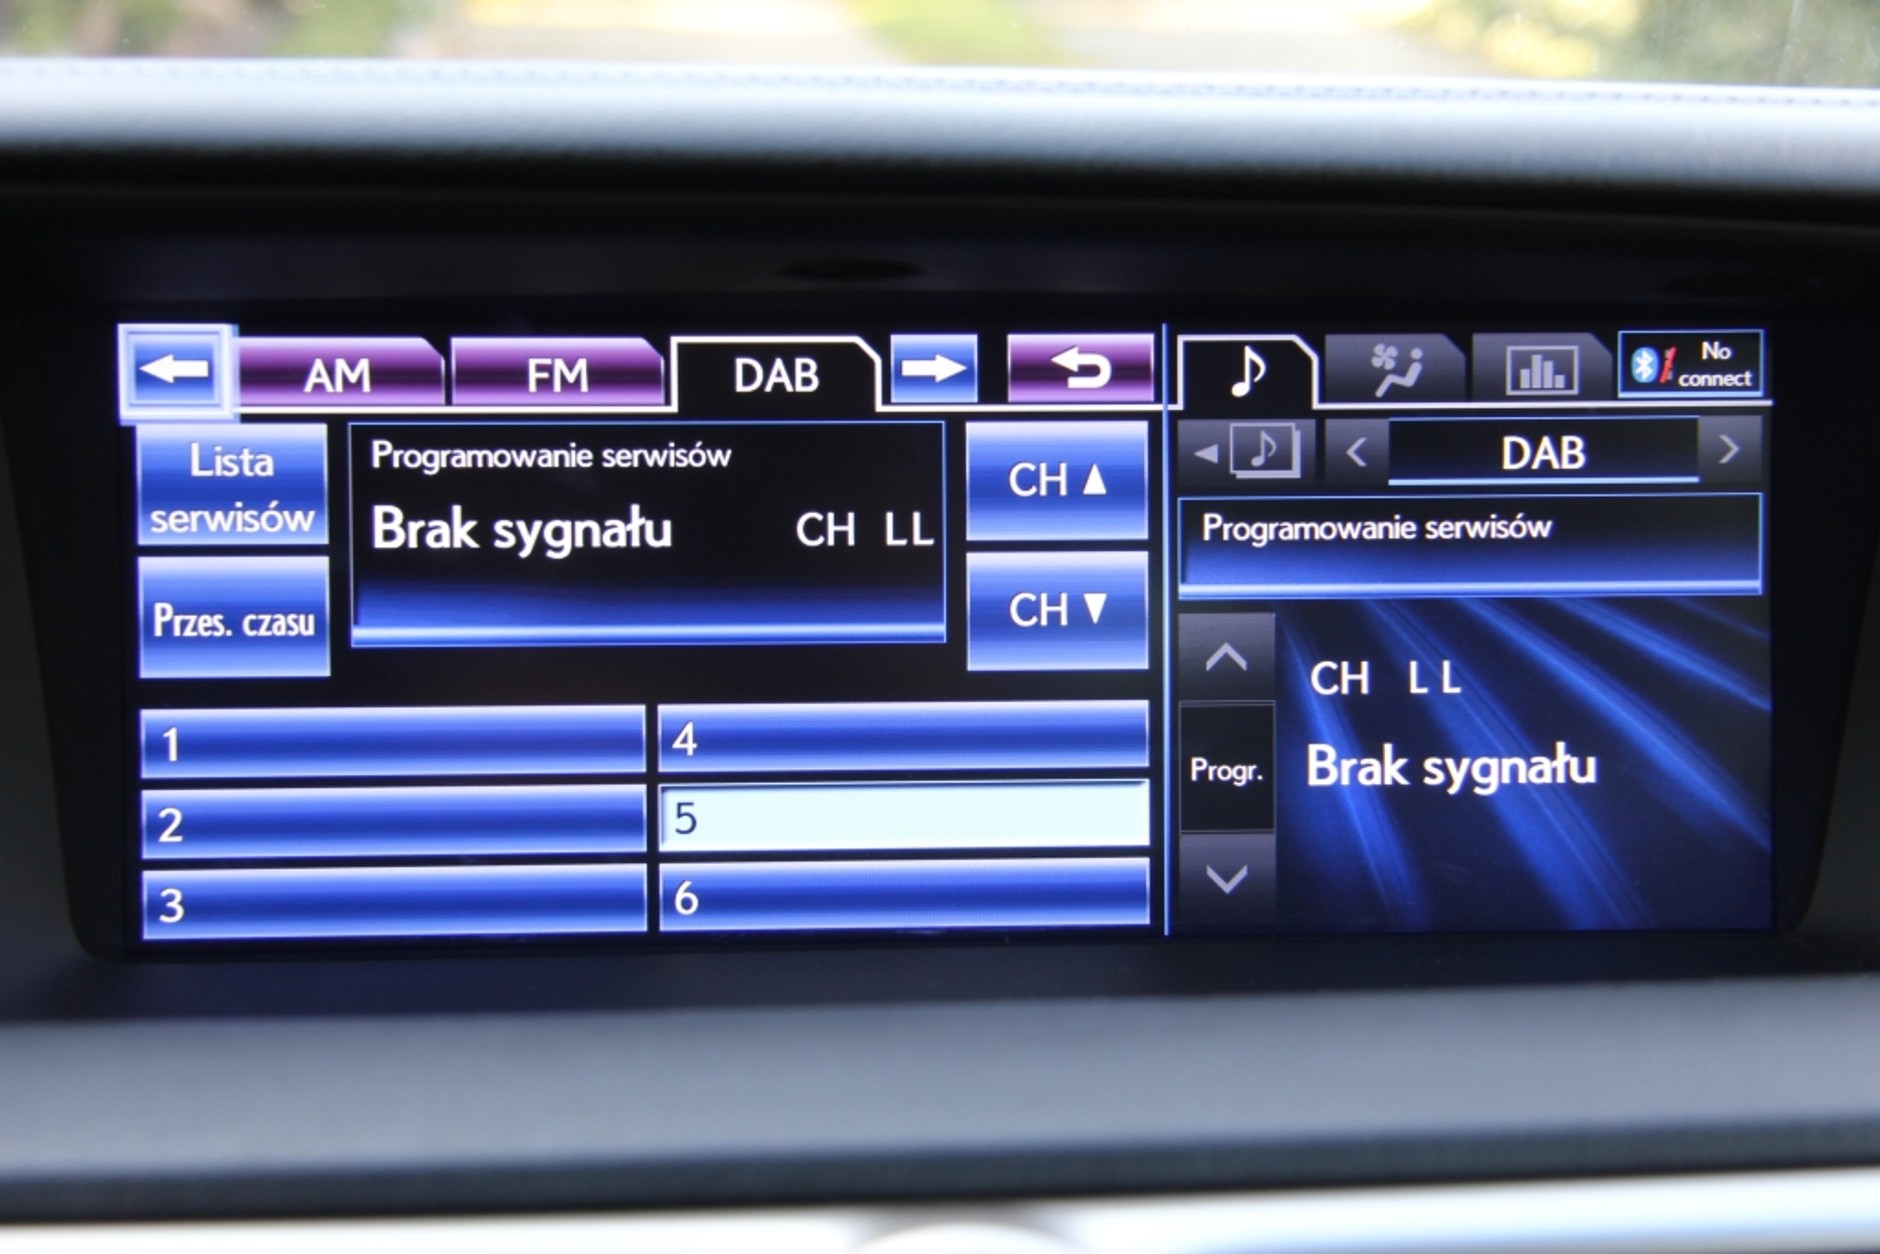 AM FM DAB
Lista
serwisów
Przes. czasu
Programowanie serwisów
Brak sygnału CH LL
CH ▲
CH ▼
1
2
3
4
5
6
No
connect
DAB
Programowanie serwisów
CH LL
Progr.
Brak sygnału